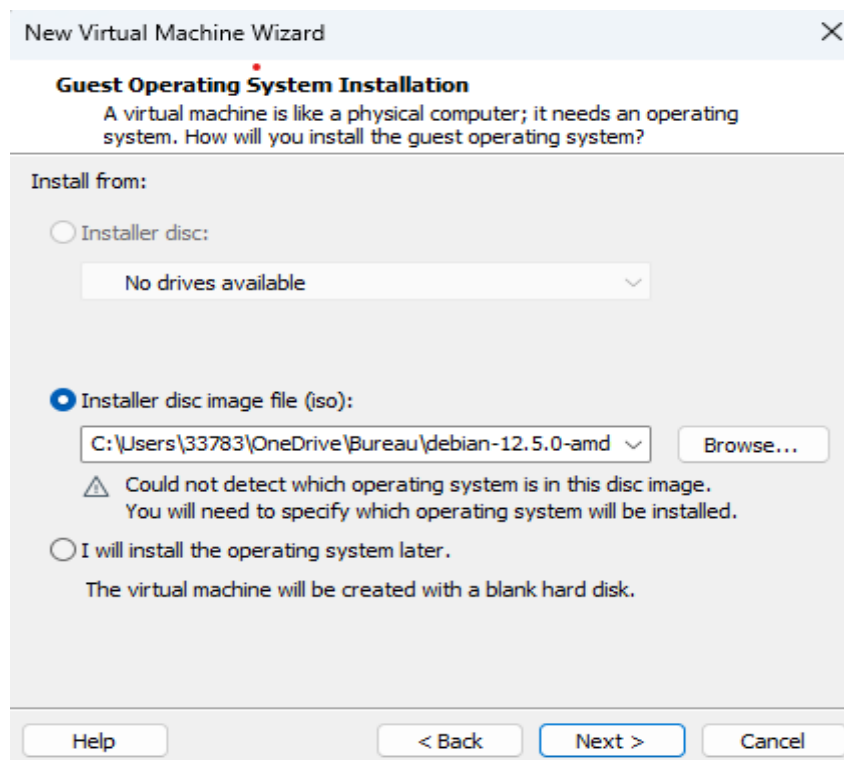 New Virtual Machine Wizard
Guest Operating System Installation
A virtual machine is like a physical computer; it needs an operating
system. How will you install the guest operating system?
Install from:
Installer disc:
No drives available
Installer disc image file (iso):
C:\Users\33783\OneDrive\Bureau\debian-12.5.0-amd
Browse...
Could not detect which operating system is in this disc image.
You will need to specify which operating system will be installed.
I will install the operating system later.
The virtual machine will be created with a blank hard disk.
Help
< Back
Next >
Cancel